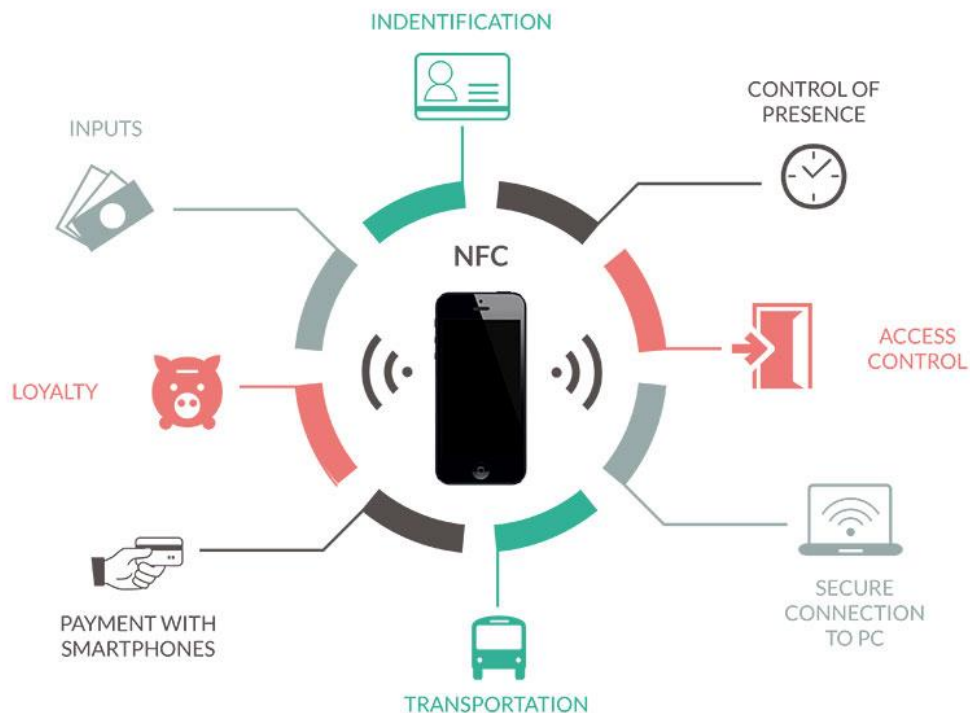 INDENTIFICATION
CONTROL OF
PRESENCE
INPUTS
NFC
ACCESS
CONTROL
LOYALTY
SECURE
CONNECTION
TO PC
PAYMENT WITH
SMARTPHONES
TRANSPORTATION